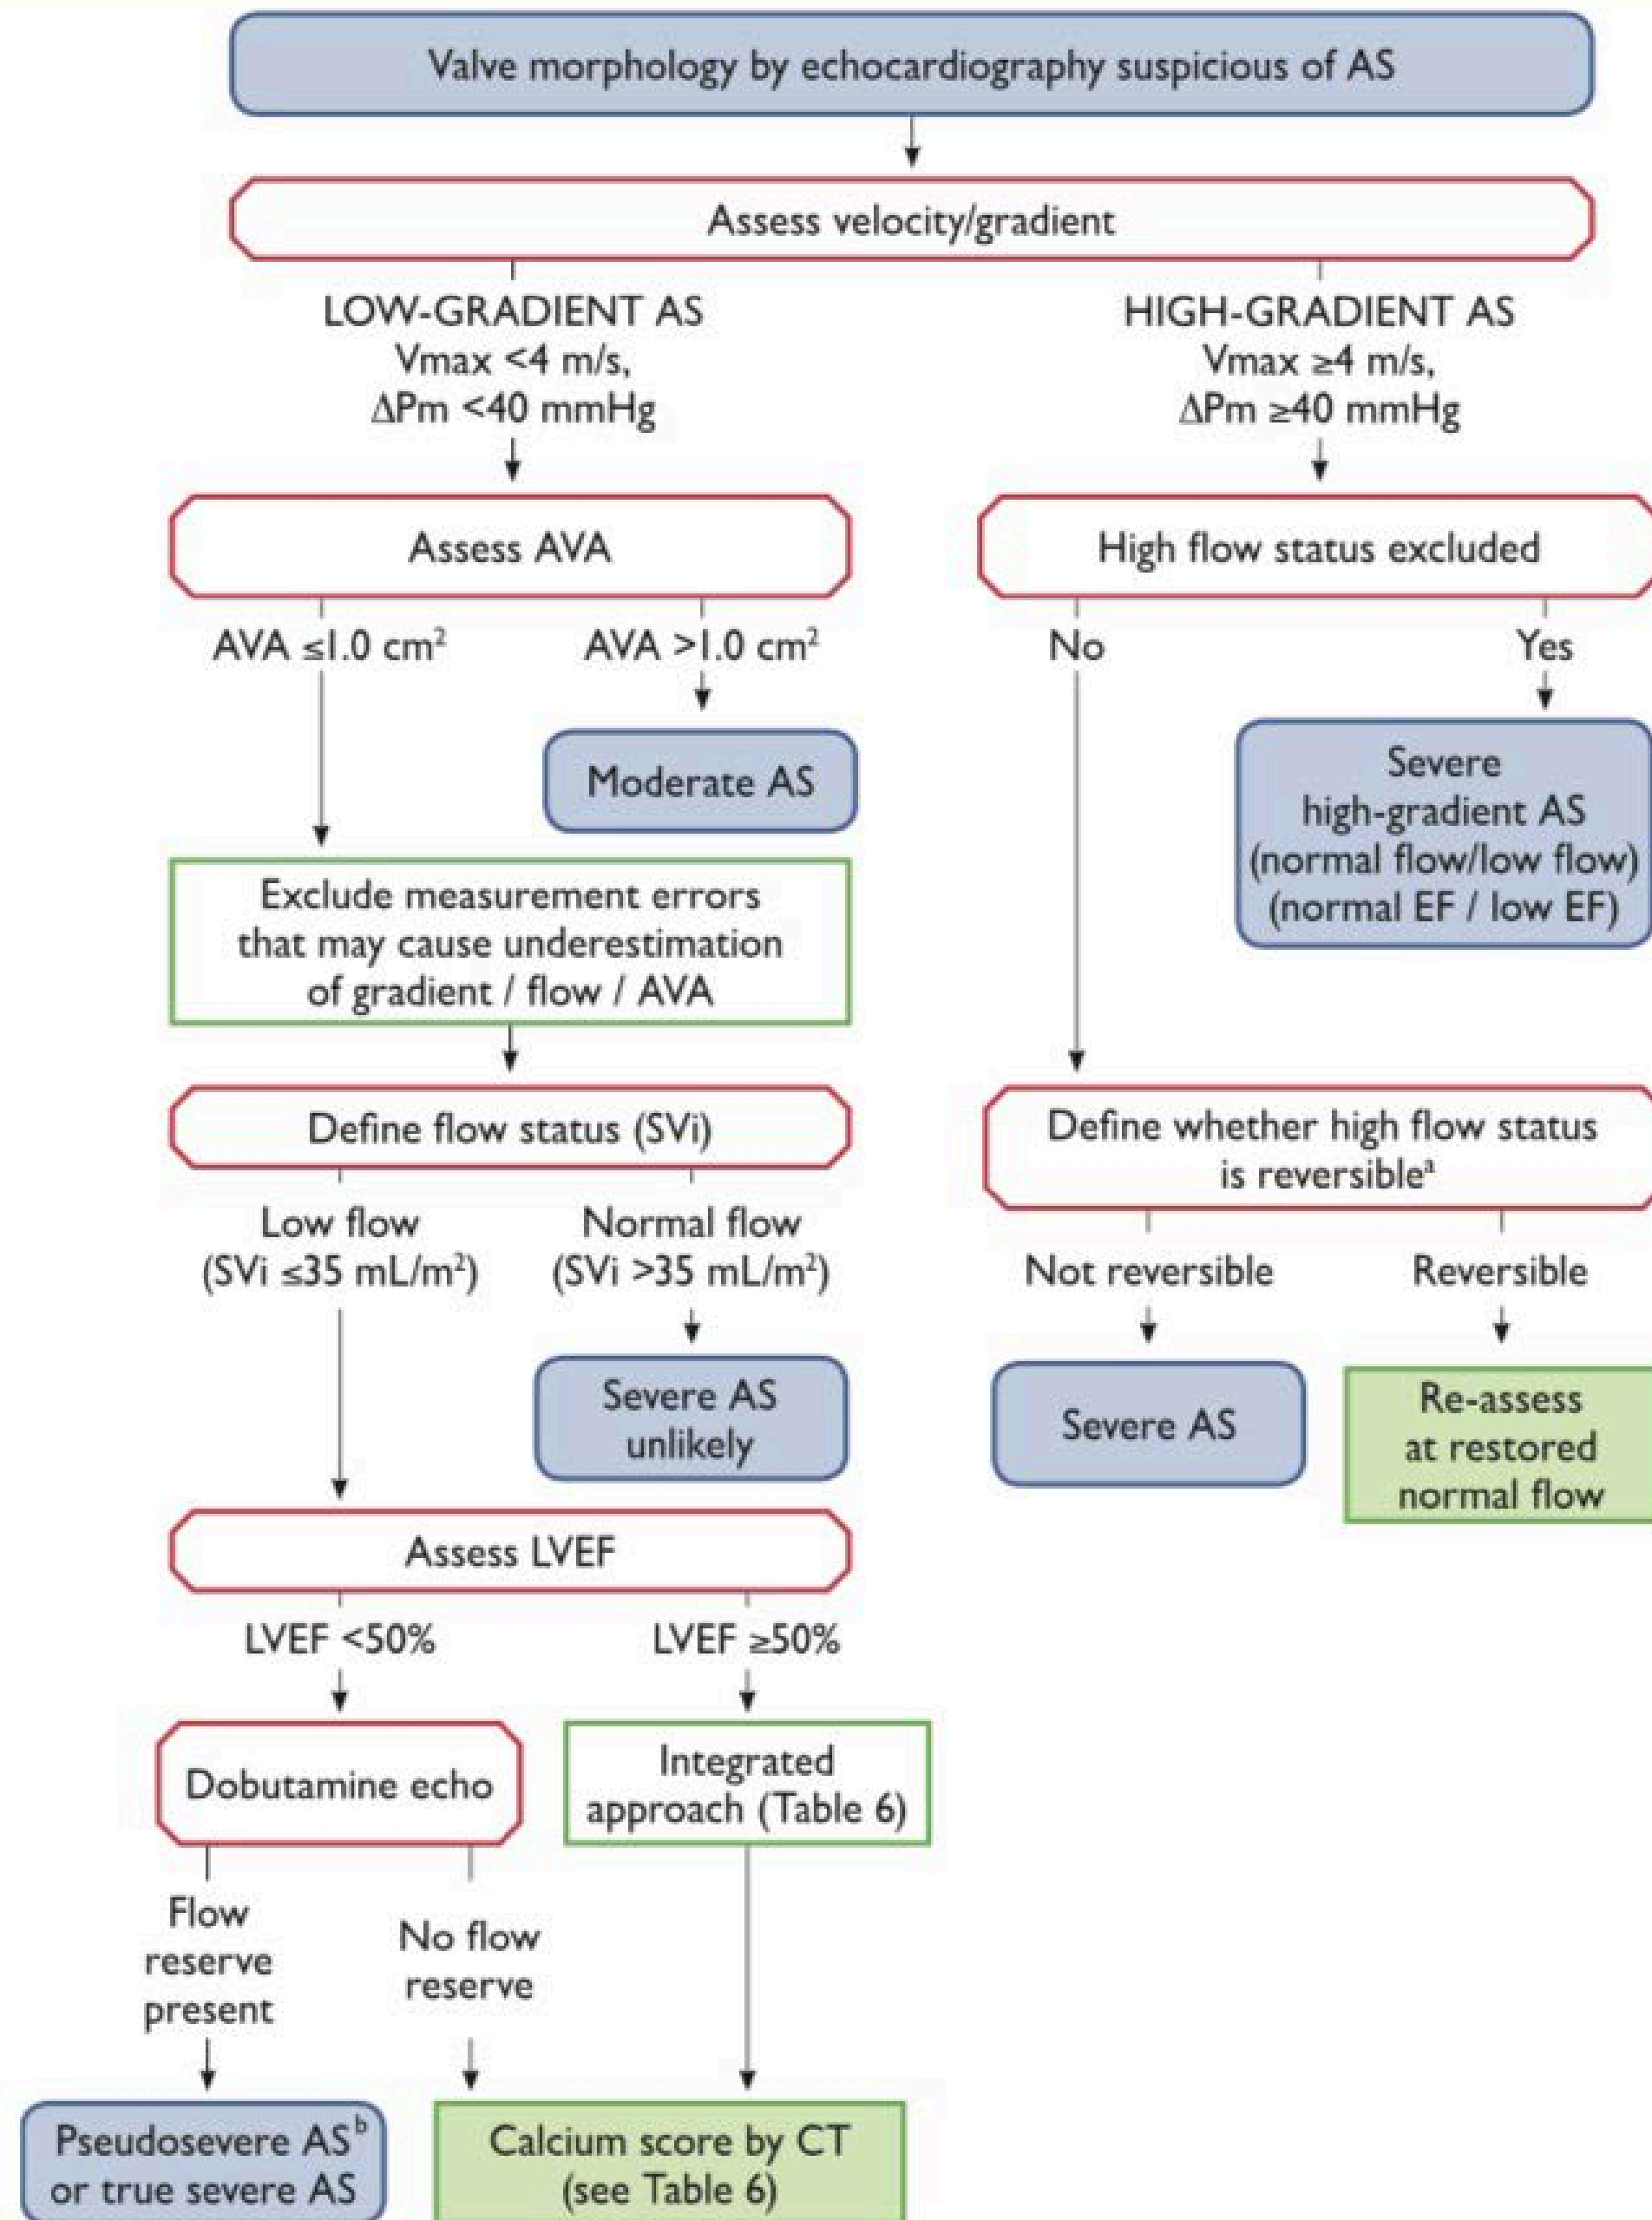 Valve morphology by echocardiography suspicious of AS
Assess velocity/gradient
LOW-GRADIENT AS
Vmax <4 m/s,
ΔPm <40 mmHg
HIGH-GRADIENT AS
Vmax ≥4 m/s,
ΔPm ≥40 mmHg
Assess AVA
High flow status excluded
AVA ≤1.0 cm²
AVA >1.0 cm²
No
Yes
Moderate AS
Severe
high-gradient AS
(normal flow/low flow)
(normal EF / low EF)
Exclude measurement errors
that may cause underestimation
of gradient / flow / AVA
Define flow status (SVi)
Define whether high flow status
is reversibleᵃ
Low flow
(SVi ≤35 mL/m²)
Normal flow
(SVi >35 mL/m²)
Not reversible
Reversible
Severe AS
unlikely
Severe AS
Re-assess
at restored
normal flow
Assess LVEF
LVEF <50%
LVEF ≥50%
Dobutamine echo
Integrated
approach (Table 6)
Flow
reserve
present
No flow
reserve
Pseudosevere ASᵇ
or true severe AS
Calcium score by CT
(see Table 6)